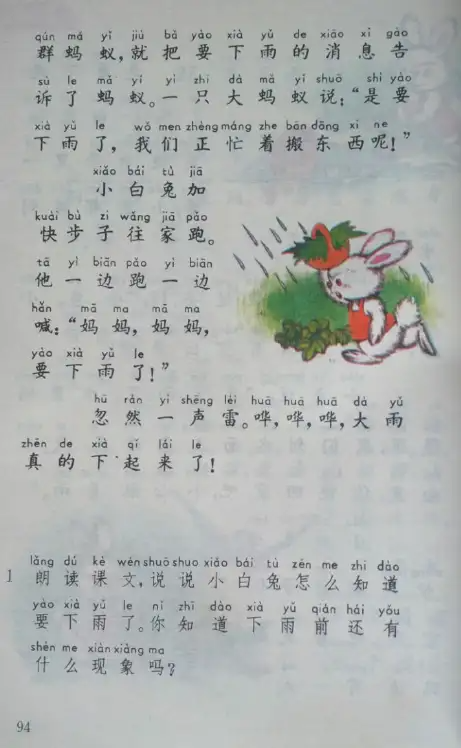 qún mǎ yǐ jiù bǎ yào xià yǔ de xiāo xi gào
群蚂蚁,就把要下雨的消息告
sù le mǎ yǐ yì zhī dà mǎ yǐ shuō shì yào
诉了蚂蚁。一只大蚂蚁说:“是要
xià yǔ le wǒ men zhèng máng zhe bān dōng xi ne
下雨了,我们正忙着搬东西呢!”
xiǎo bái tù jiā
小白兔加
kuài bù zi wǎng jiā pǎo
快步子往家跑。
tā yì biān pǎo yì biān
他一边跑一边
hǎn mā ma mā ma
喊:“妈妈,妈妈,
yào xià yǔ le
要下雨了!”
hū rán yì shēng léi huā huā huā dà yǔ
忽然一声雷。哗,哗,哗,大雨
zhēn de xià qǐ lái le
真的下起来了!
lǎng dú kè wén shuō shuo xiǎo bái tù zěn me zhī dào
1 朗读课文,说说小白兔怎么知道
yào xià yǔ le nǐ zhī dào xià yǔ qián hái yǒu
要下雨了。你知道下雨前还有
shén me xiàn xiàng ma
什么现象吗?
94